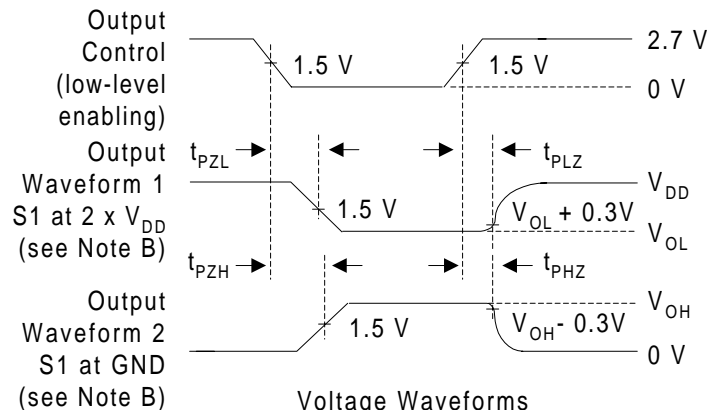 Output
Control
(low-level
enabling)
1.5 V
1.5 V
2.7 V
0 V
Output
Waveform 1
S1 at 2 x VDD
(see Note B)
tPZL
tPLZ
1.5 V
VOL + 0.3V
VDD
VOL
tPZH
tPHZ
Output
Waveform 2
S1 at GND
(see Note B)
1.5 V
VOH- 0.3V
VOH
0 V
Voltage Waveforms